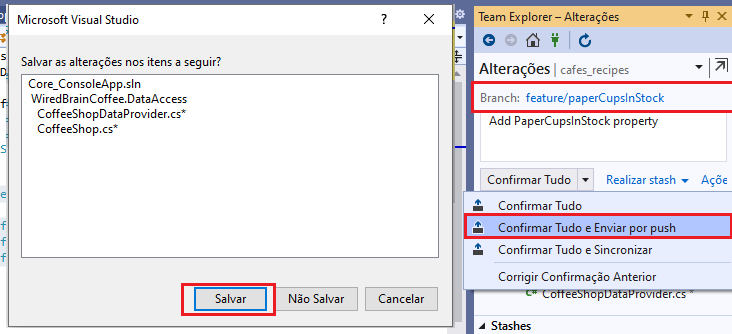 Microsoft Visual Studio
Salvar as alterações nos itens a seguir?
Core_ConsoleApp.sln
WiredBrainCoffee.DataAccess
CoffeeShopDataProvider.cs*
CoffeeShop.cs*
Salvar
Não Salvar
Cancelar
Team Explorer – Alterações
Alterações | cafes_recipes
Branch: feature/paperCupsInStock
Add PaperCupsInStock property
Confirmar Tudo
Realizar stash
Açõe
Confirmar Tudo
Confirmar Tudo e Enviar por push
Confirmar Tudo e Sincronizar
Corrigir Confirmação Anterior
C# CoffeeShopDataProvider.cs *
Stashes